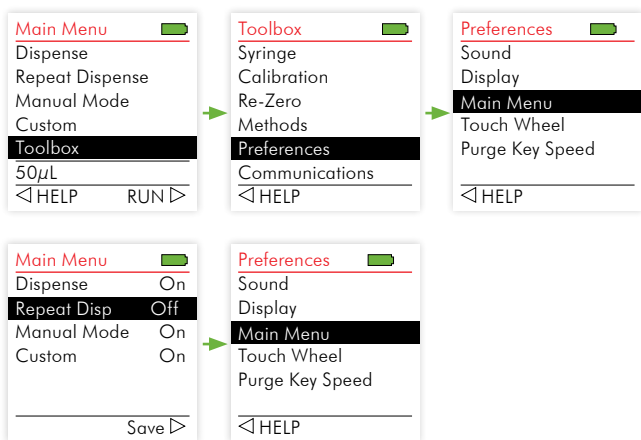 Main Menu
Dispense
Repeat Dispense
Manual Mode
Custom
Toolbox
50µL
◁ HELP RUN ▷
Toolbox
Syringe
Calibration
Re-Zero
Methods
Preferences
Communications
◁ HELP
Preferences
Sound
Display
Main Menu
Touch Wheel
Purge Key Speed
◁ HELP
Main Menu
Dispense On
Repeat Disp Off
Manual Mode On
Custom On
Save ▷
Preferences
Sound
Display
Main Menu
Touch Wheel
Purge Key Speed
◁ HELP